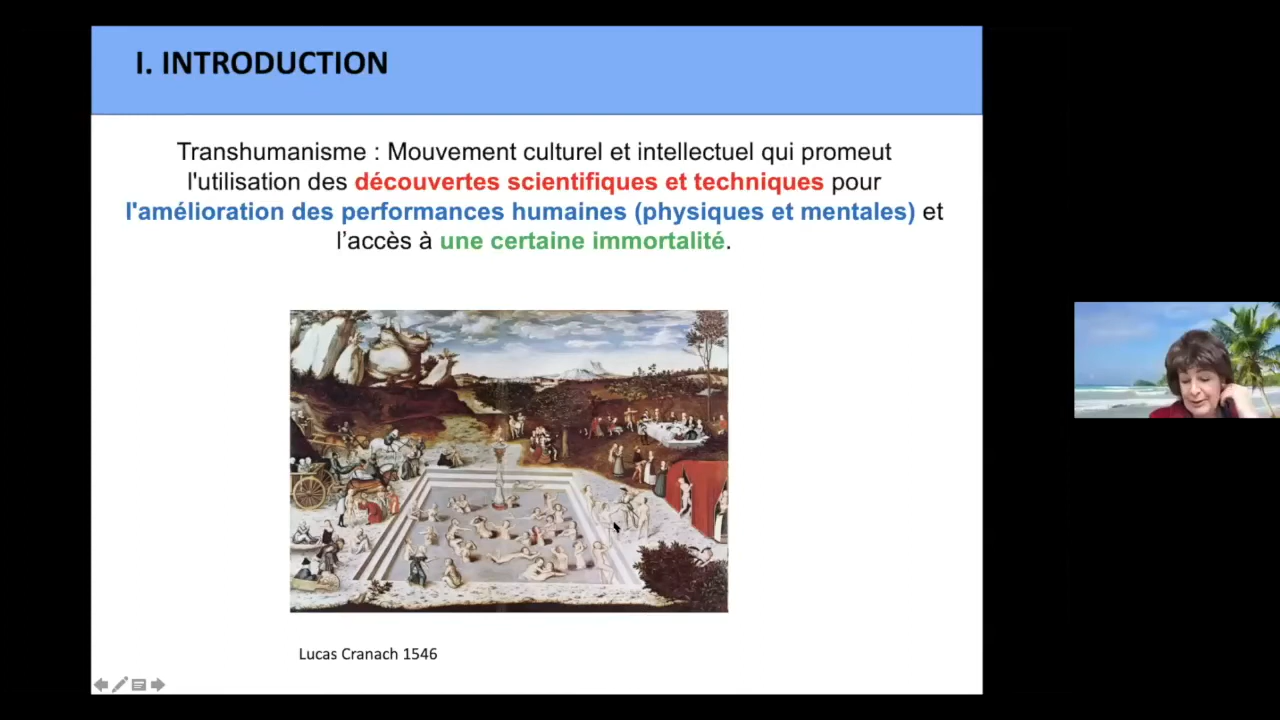 I. INTRODUCTION
Transhumanisme : Mouvement culturel et intellectuel qui promeut
l'utilisation des découvertes scientifiques et techniques pour
l'amélioration des performances humaines (physiques et mentales) et
l’accès à une certaine immortalité.
Lucas Cranach 1546